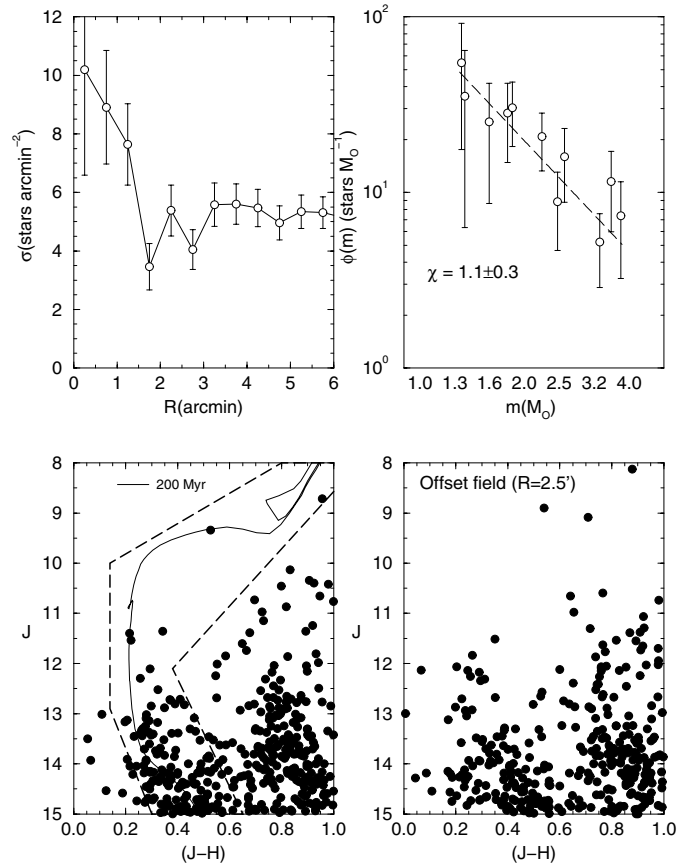 12
10
8
6
4
2
0
σ(stars arcmin⁻²)
0 1 2 3 4 5 6
R(arcmin)
10²
10¹
10⁰
ϕ(m) (stars M_O⁻¹)
χ = 1.1±0.3
1.0 1.3 1.6 2.0 2.5 3.2 4.0
m(M_O)
8
9
10
11
12
13
14
15
J
200 Myr
0.0 0.2 0.4 0.6 0.8 1.0
(J−H)
8
9
10
11
12
13
14
15
J
Offset field (R=2.5')
0.0 0.2 0.4 0.6 0.8 1.0
(J−H)